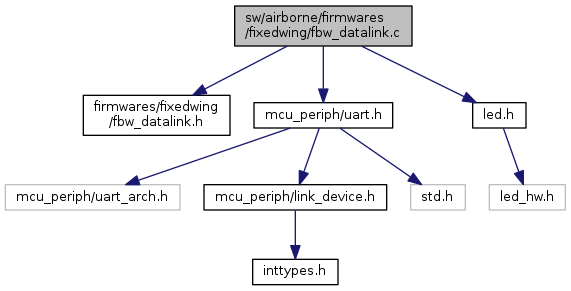 sw/airborne/firmwares
/fixedwing/fbw_datalink.c
firmwares/fixedwing
/fbw_datalink.h
mcu_periph/uart.h
led.h
mcu_periph/uart_arch.h
mcu_periph/link_device.h
std.h
led_hw.h
inttypes.h